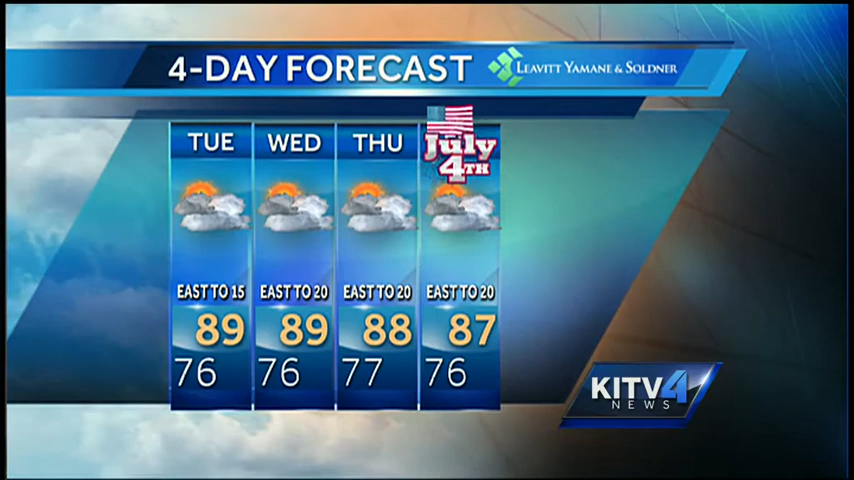 4-DAY FORECAST
LEAVITT YAMANE & SOLDNER
TUE WED THU July 4TH
EAST TO 15 EAST TO 20 EAST TO 20 EAST TO 20
89 89 88 87
76 76 77 76
KITV4
NEWS